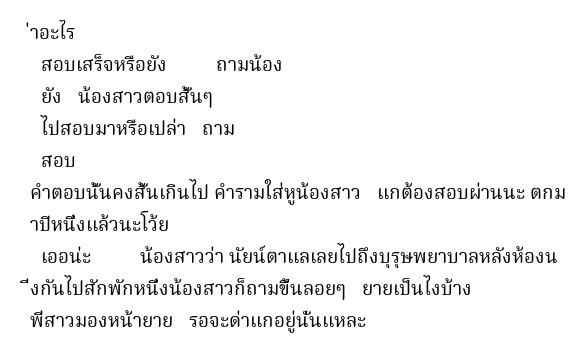 ่าอะไร
สอบเสร็จหรือยัง ถามน้อง
ยัง น้องสาวตอบสั้นๆ
ไปสอบมาหรือเปล่า ถาม
สอบ
คำตอบนั้นคงสั้นเกินไป คำรามใส่หูน้องสาว แกต้องสอบผ่านนะ ตกม
าปีหนึ่งแล้วนะโว้ย
เออน่ะ น้องสาวว่า นัยน์ตาแลเลยไปถึงบุรุษพยาบาลหลังห้องน
ึ่งกันไปสักพักหนึ่งน้องสาวก็ถามขึ้นลอยๆ ยายเป็นไงบ้าง
พี่สาวมองหน้ายาย รอจะด่าแกอยู่นั่นแหละ